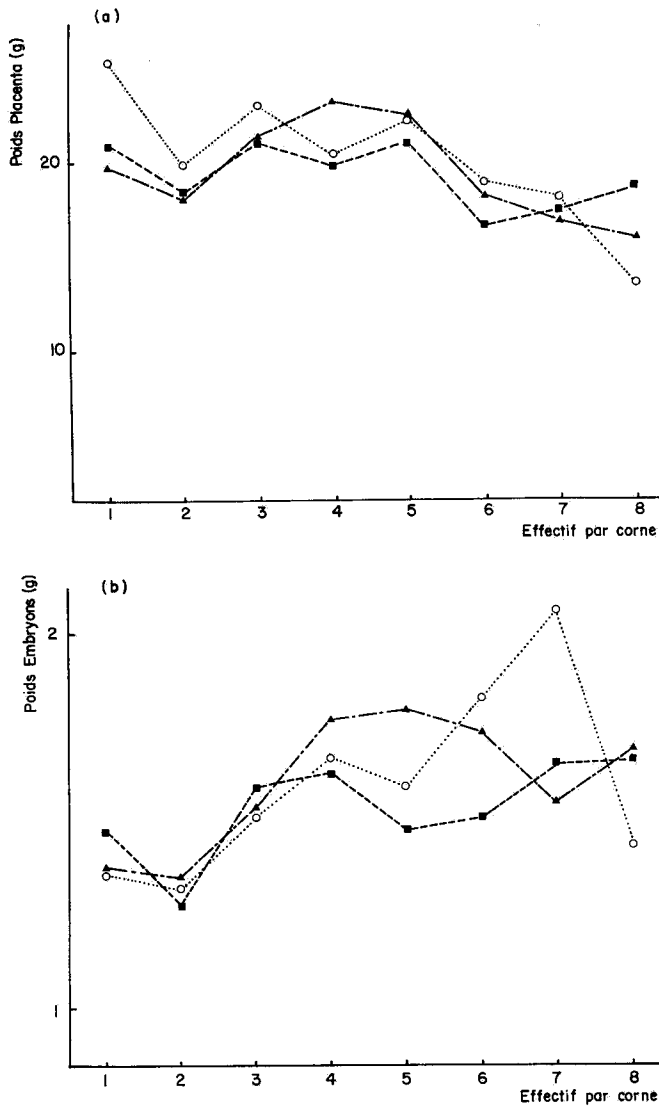 (a)
Poids Placenta (g)
20
10
1 2 3 4 5 6 7 8
Effectif par corne
(b)
Poids Embryons (g)
2
1
1 2 3 4 5 6 7 8
Effectif par corne